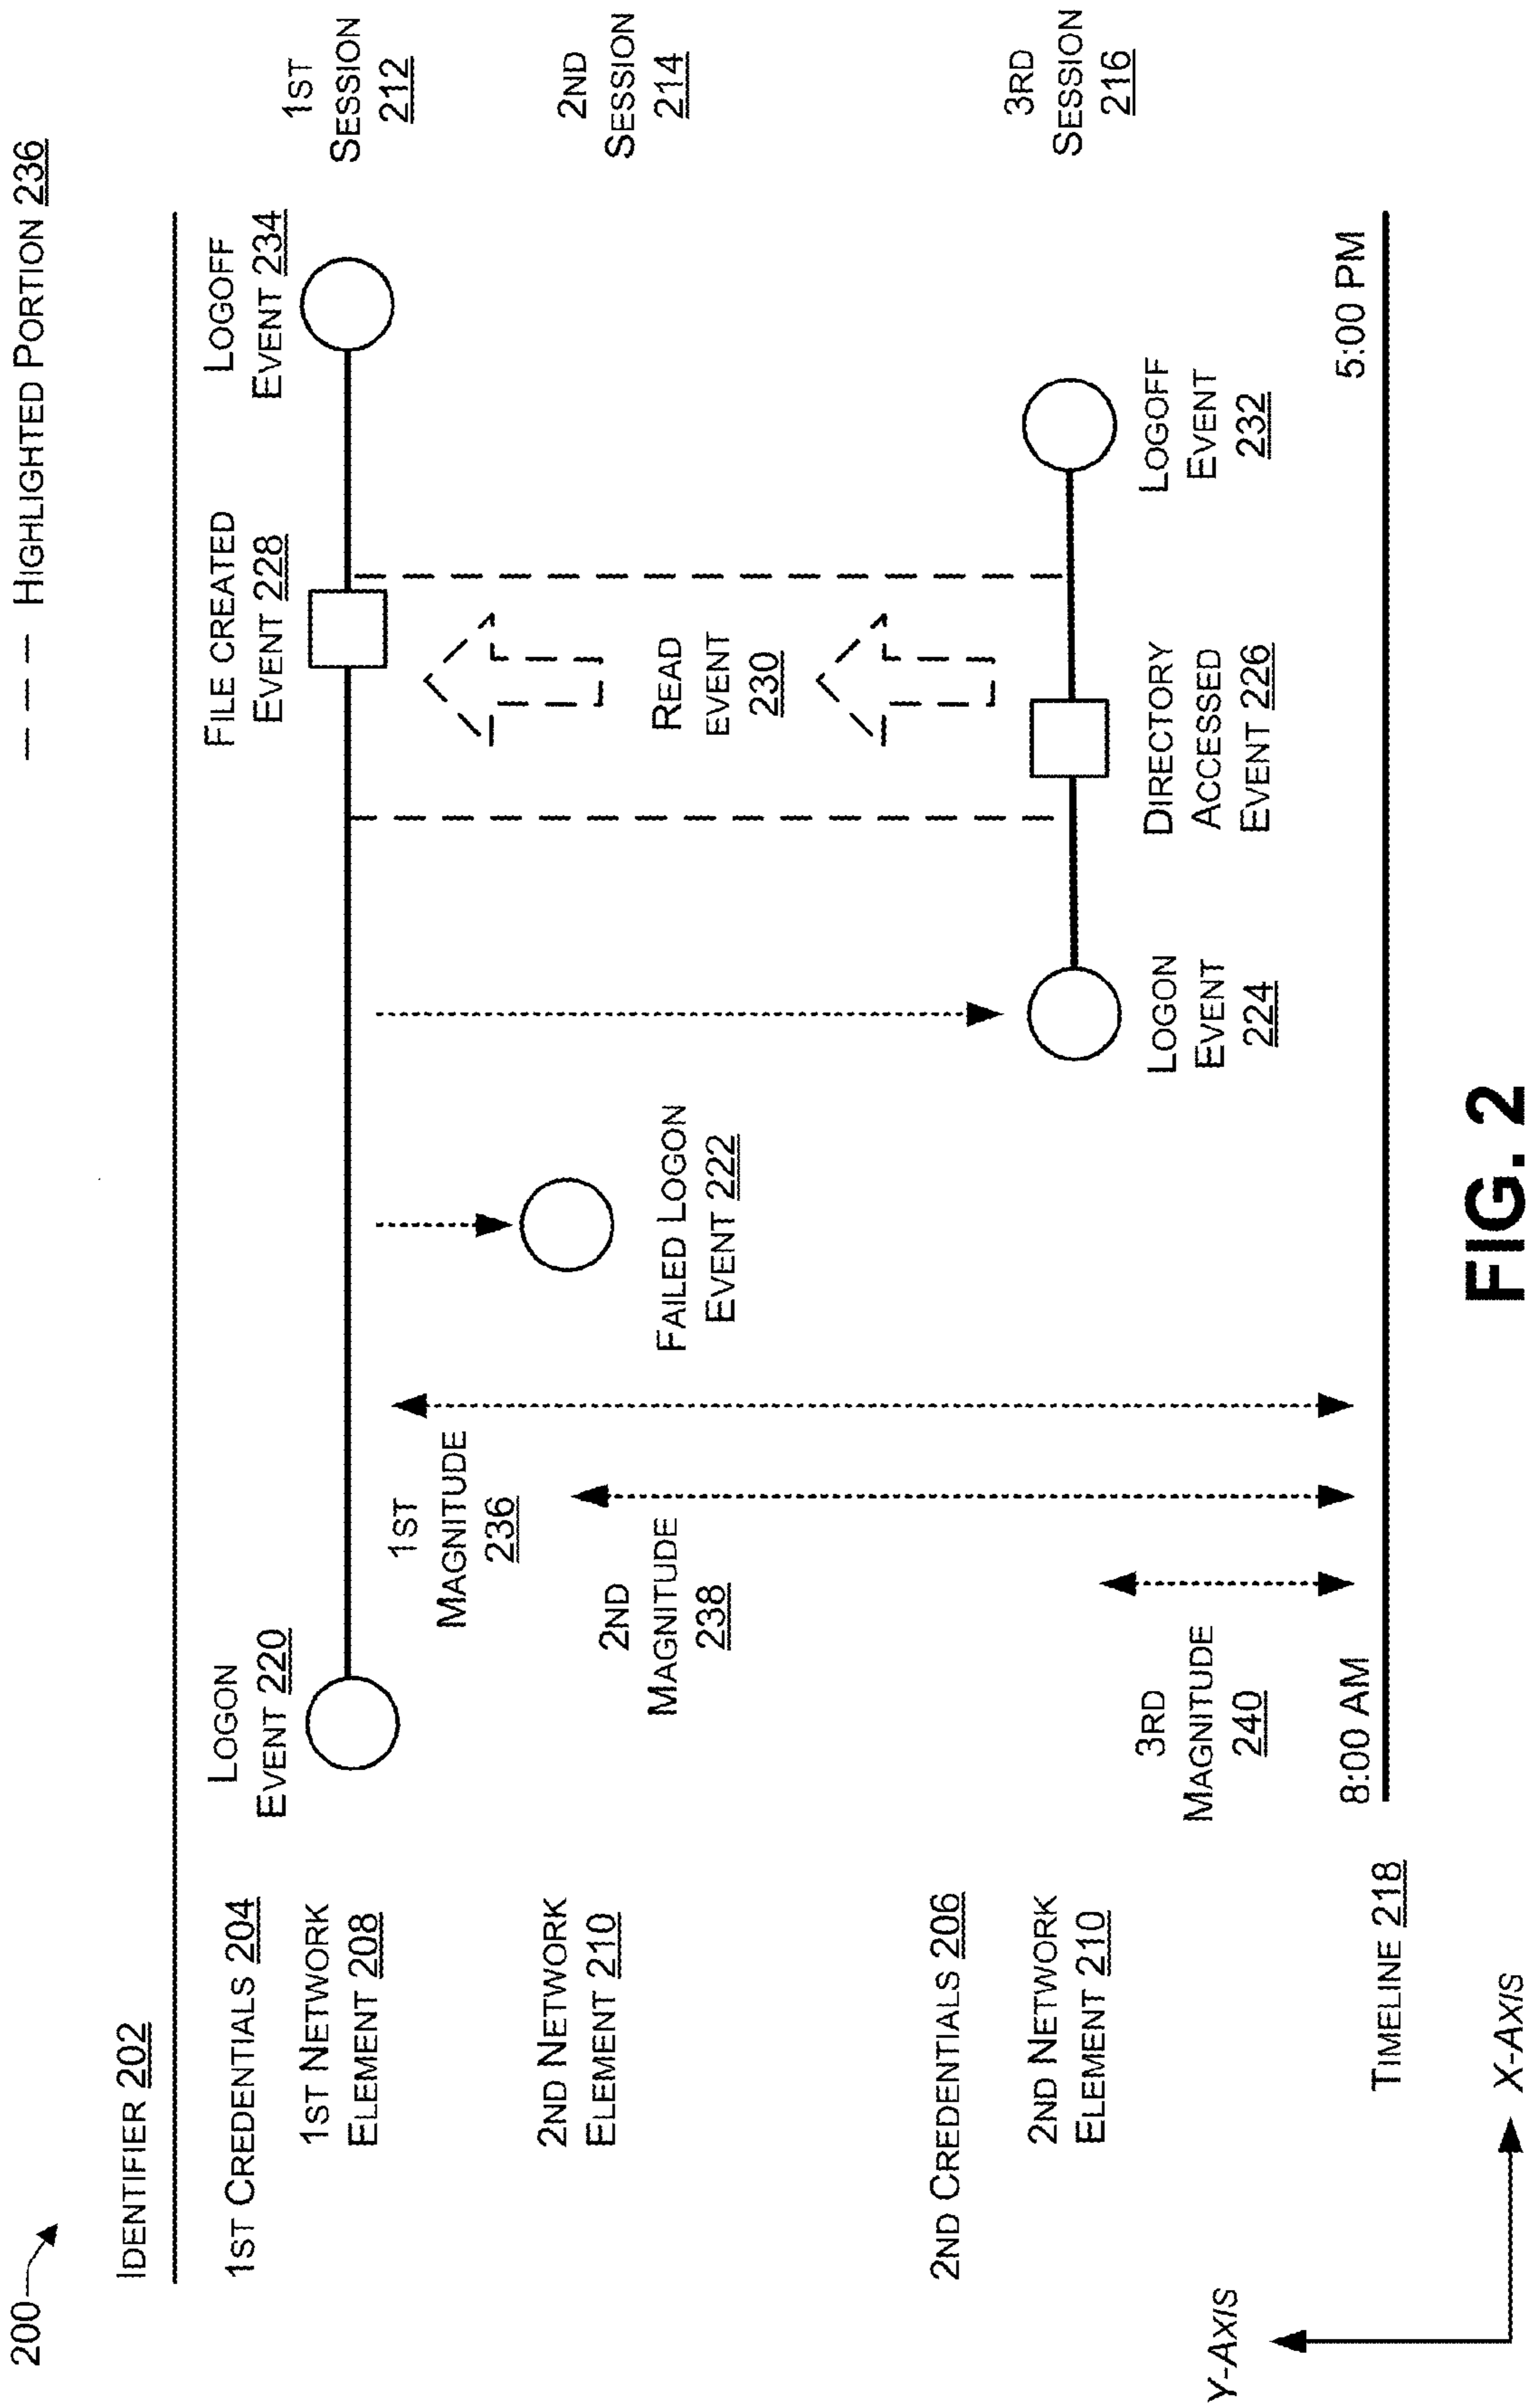 200
HIGHLIGHTED PORTION 236
IDENTIFIER 202
1ST CREDENTIALS 204
1ST NETWORK
ELEMENT 208
LOGON
EVENT 220
FILE CREATED
EVENT 228
LOGOFF
EVENT 234
1ST
SESSION
212
1ST
MAGNITUDE
236
2ND NETWORK
ELEMENT 210
2ND
MAGNITUDE
238
FAILED LOGON
EVENT 222
READ
EVENT
230
2ND
SESSION
214
2ND CREDENTIALS 206
2ND NETWORK
ELEMENT 210
3RD
MAGNITUDE
240
LOGON
EVENT
224
DIRECTORY
ACCESSED
EVENT 226
LOGOFF
EVENT
232
3RD
SESSION
216
8:00 AM
5:00 PM
TIMELINE 218
Y-AXIS
X-AXIS
FIG. 2